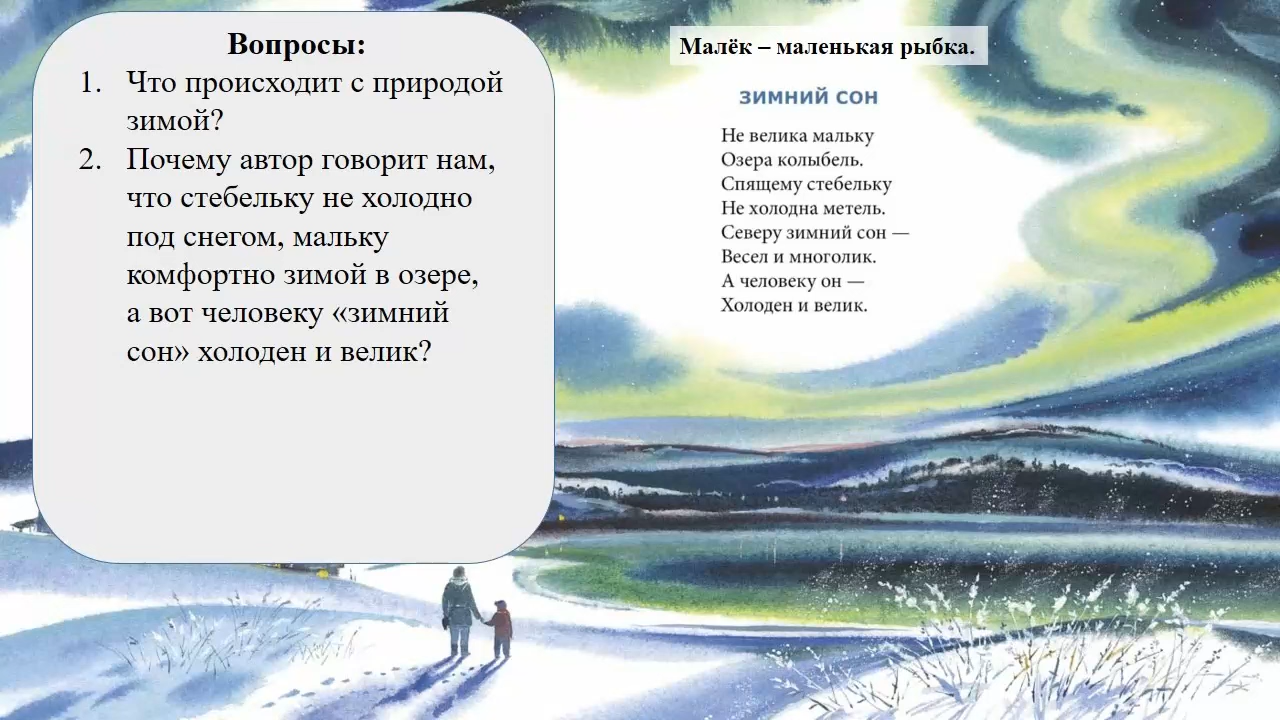 Вопросы:
1. Что происходит с природой
зимой?
2. Почему автор говорит нам,
что стебельку не холодно
под снегом, мальку
комфортно зимой в озере,
а вот человеку «зимний
сон» холоден и велик?
Малёк – маленькая рыбка.
ЗИМНИЙ СОН
Не велика мальку
Озера колыбель.
Спящему стебельку
Не холодна метель.
Северу зимний сон —
Весел и многолик.
А человеку он —
Холоден и велик.